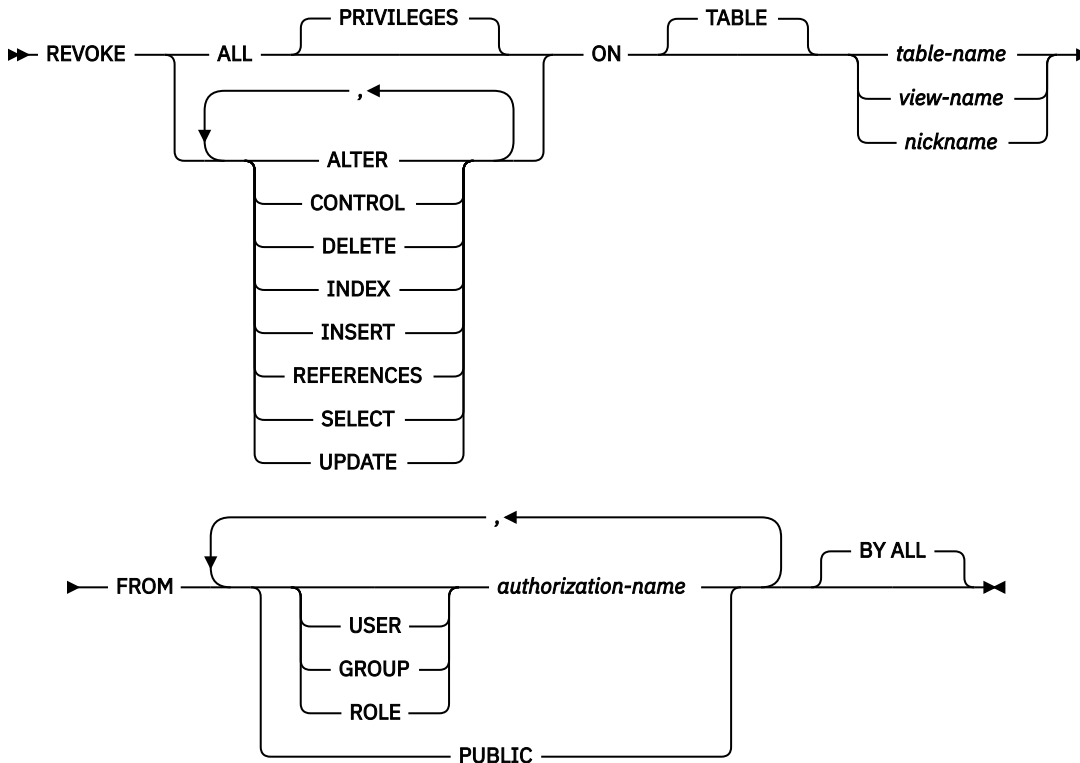 PRIVILEGES TABLE
REVOKE ALL ON table-name
, view-name
nickname
ALTER
CONTROL
DELETE
INDEX
INSERT
REFERENCES
SELECT
UPDATE
,
BY ALL
FROM authorization-name
USER
GROUP
ROLE
PUBLIC